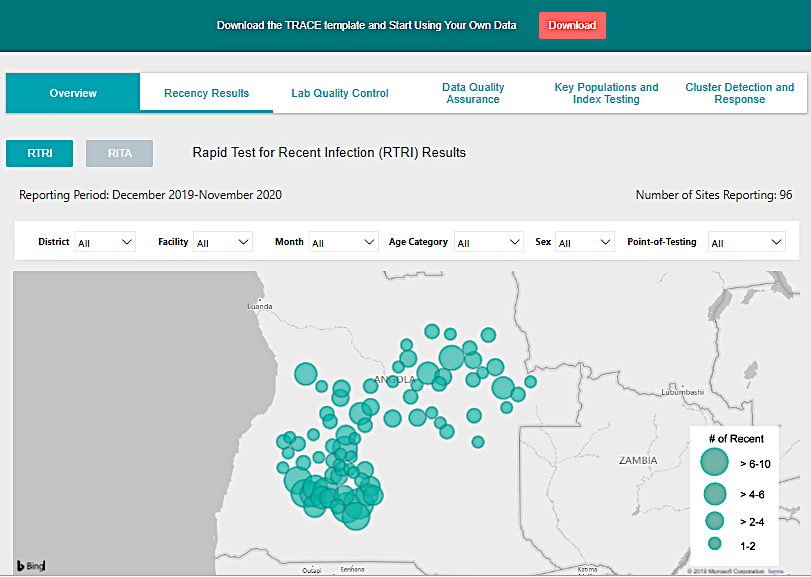 Download the TRACE template and Start Using Your Own Data
Download
Overview
Recency Results
Lab Quality Control
Data Quality
Assurance
Key Populations and
Index Testing
Cluster Detection and
Response
RTRI
RITA
Rapid Test for Recent Infection (RTRI) Results
Reporting Period: December 2019-November 2020
Number of Sites Reporting: 96
District All
Facility All
Month All
Age Category All
Sex All
Point-of-Testing All
Luanda
ANGOLA
Lubumbashi
ZAMBIA
# of Recent
> 6-10
> 4-6
> 2-4
1-2
Bing
Outapi
Eenhana
Katima
© 2019 Microsoft Corporation Terms